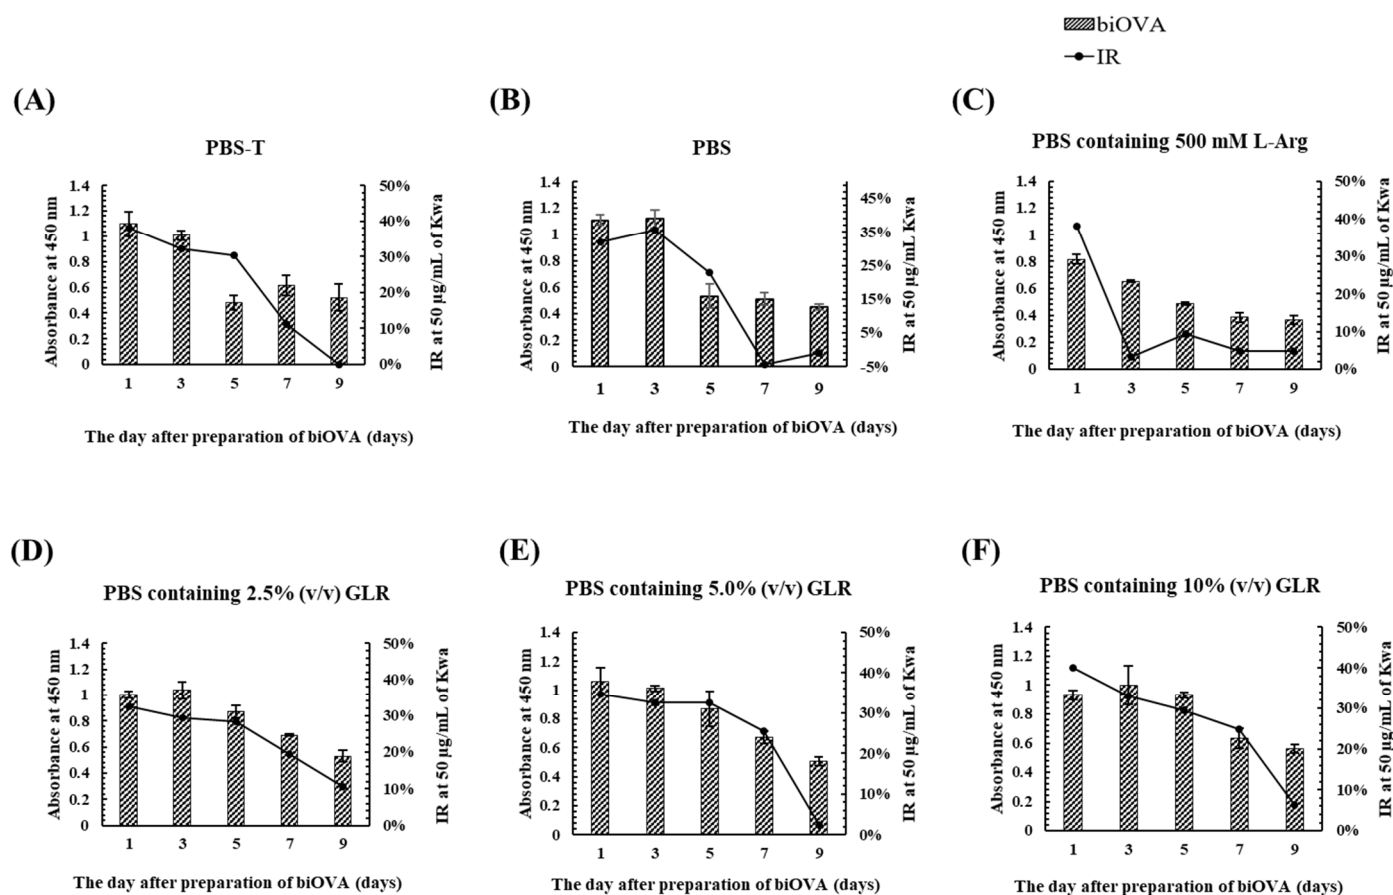 biOVA
IR
(A)
(B)
(C)
PBS-T
PBS
PBS containing 500 mM L-Arg
Absorbance at 450 nm
1.4
1.2
1
0.8
0.6
0.4
0.2
0
50%
40%
30%
20%
10%
0%
IR at 50 µg/mL of Kwa
1 3 5 7 9
The day after preparation of biOVA (days)
Absorbance at 450 nm
1.4
1.2
1
0.8
0.6
0.4
0.2
0
45%
35%
25%
15%
5%
-5%
IR at 50 µg/mL Kwa
1 3 5 7 9
The day after preparation of biOVA (days)
Absorbance at 450 nm
1.4
1.2
1
0.8
0.6
0.4
0.2
0
50%
40%
30%
20%
10%
0%
IR at 50 µg/mL of Kwa
1 3 5 7 9
The day after preparation of biOVA (days)
(D)
(E)
(F)
PBS containing 2.5% (v/v) GLR
PBS containing 5.0% (v/v) GLR
PBS containing 10% (v/v) GLR
Absorbance at 450 nm
1.4
1.2
1
0.8
0.6
0.4
0.2
0
50%
40%
30%
20%
10%
0%
IR at 50 µg/mL of Kwa
1 3 5 7 9
The day after preparation of biOVA (days)
Absorbance at 450 nm
1.4
1.2
1
0.8
0.6
0.4
0.2
0
50%
40%
30%
20%
10%
0%
IR at 50 µg/mL of Kwa
1 3 5 7 9
The day after preparation of biOVA (days)
Absorbance at 450 nm
1.4
1.2
1
0.8
0.6
0.4
0.2
0
50%
40%
30%
20%
10%
0%
IR at 50 µg/mL of Kwa
1 3 5 7 9
The day after preparation of biOVA (days)